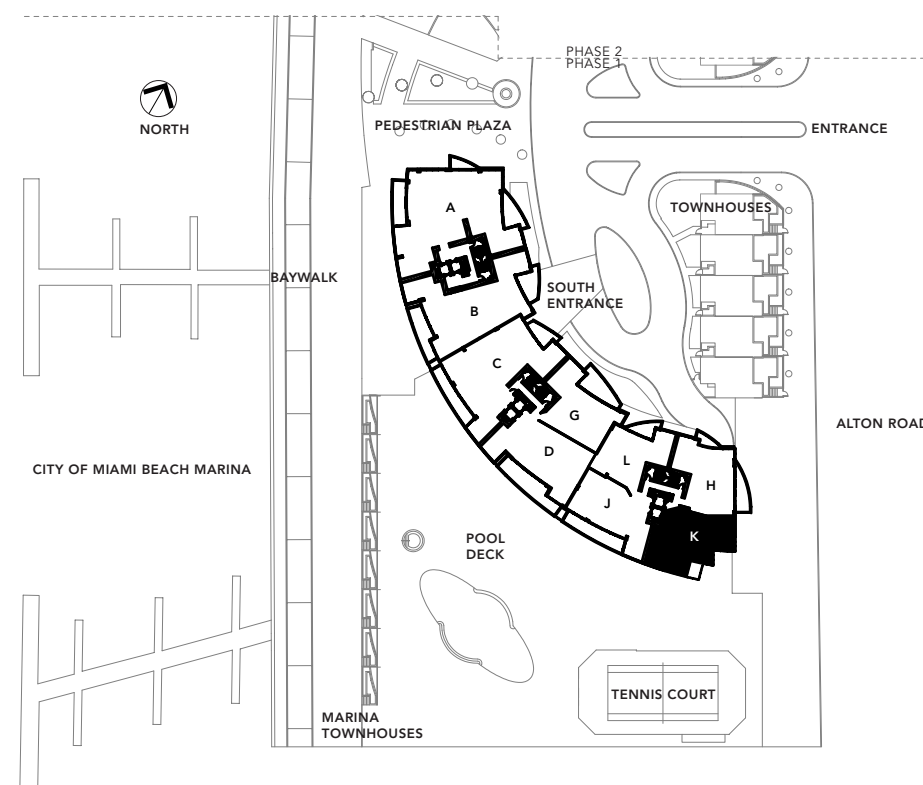 PHASE 2
PHASE 1
NORTH
PEDESTRIAN PLAZA
ENTRANCE
A
TOWNHOUSES
BAYWALK
SOUTH
ENTRANCE
B
C
G
ALTON ROAD
D
L
CITY OF MIAMI BEACH MARINA
H
J
K
POOL
DECK
TENNIS COURT
MARINA
TOWNHOUSES